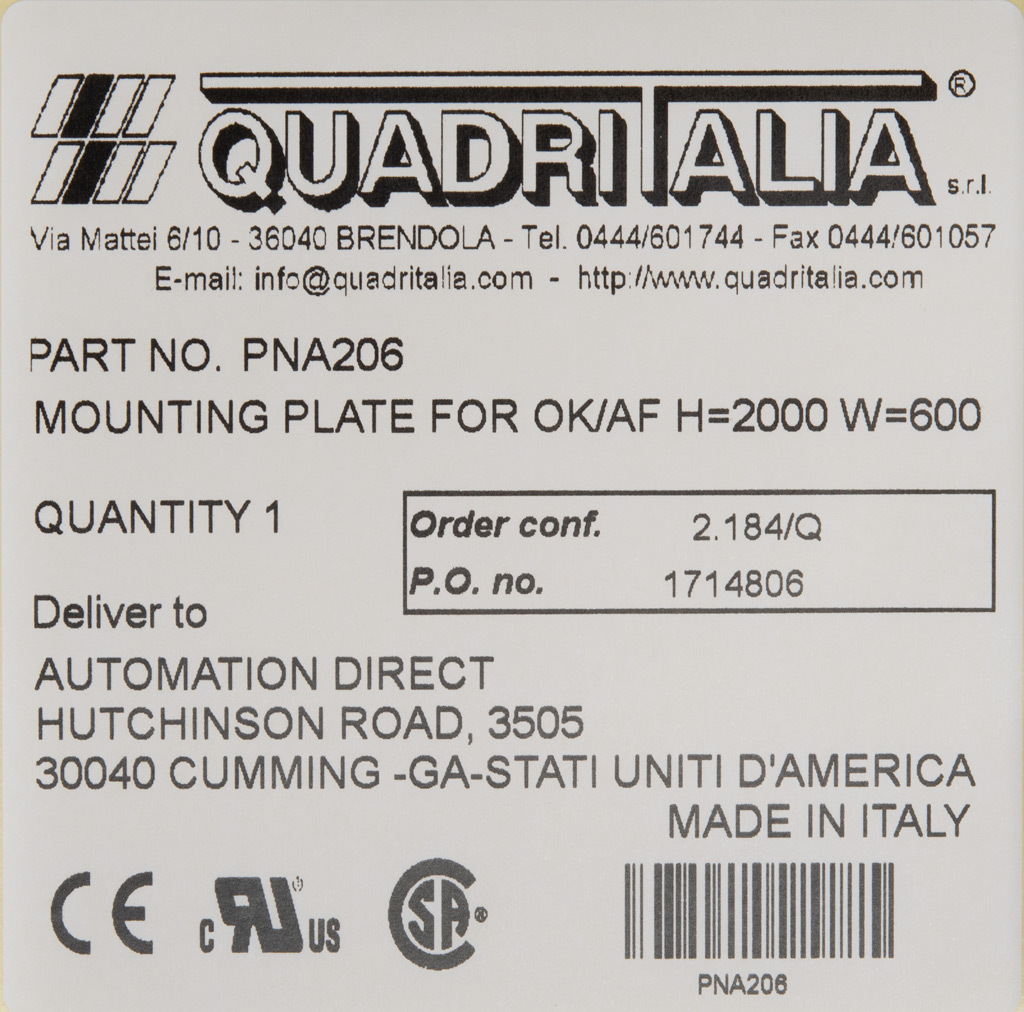 QUADRITALIA® s.r.l.
Via Mattei 6/10 - 36040 BRENDOLA - Tel. 0444/601744 - Fax 0444/601057
E-mail: info@quadritalia.com - http://www.quadritalia.com
PART NO. PNA206
MOUNTING PLATE FOR OK/AF H=2000 W=600
QUANTITY 1
Order conf. 2.184/Q
P.O. no. 1714806
Deliver to
AUTOMATION DIRECT
HUTCHINSON ROAD, 3505
30040 CUMMING -GA-STATI UNITI D'AMERICA
MADE IN ITALY
CE c RU US SA®
PNA206